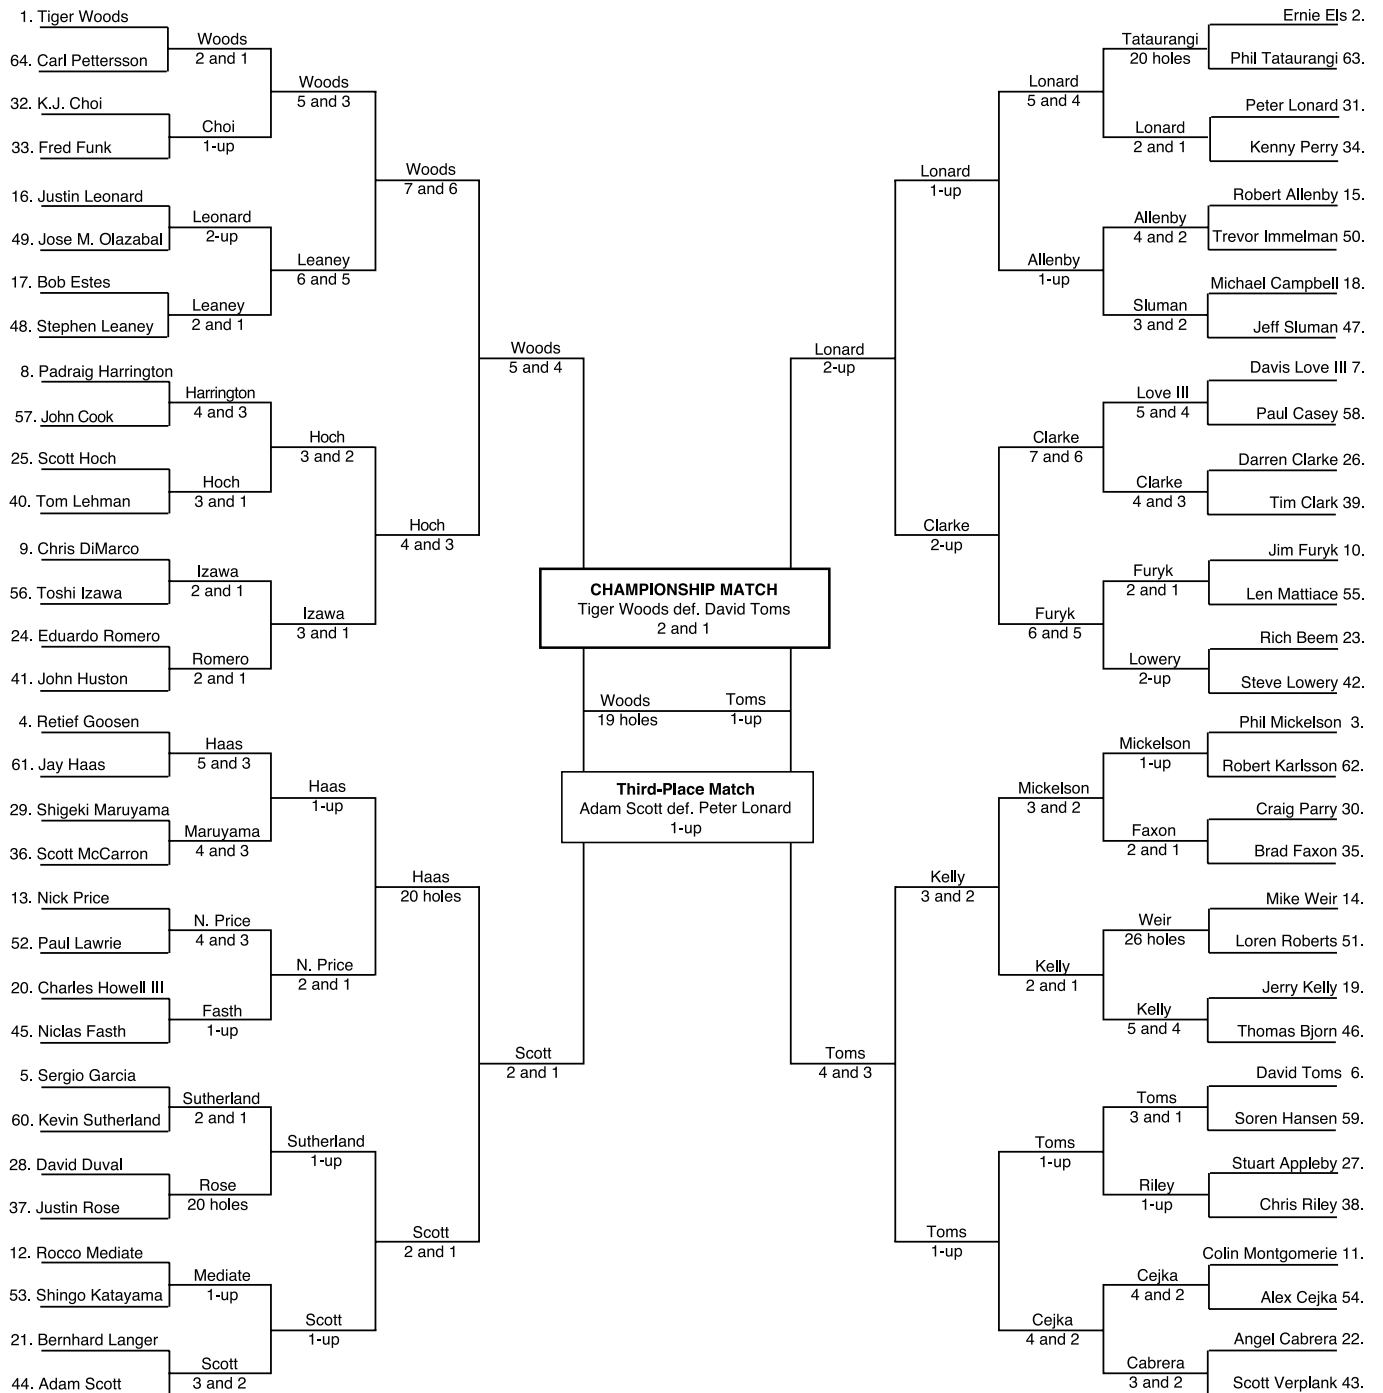 1. Tiger Woods
64. Carl Pettersson
32. K.J. Choi
33. Fred Funk
16. Justin Leonard
49. Jose M. Olazabal
17. Bob Estes
48. Stephen Leaney
8. Padraig Harrington
57. John Cook
25. Scott Hoch
40. Tom Lehman
9. Chris DiMarco
56. Toshi Izawa
24. Eduardo Romero
41. John Huston
4. Retief Goosen
61. Jay Haas
29. Shigeki Maruyama
36. Scott McCarron
13. Nick Price
52. Paul Lawrie
20. Charles Howell III
45. Niclas Fasth
5. Sergio Garcia
60. Kevin Sutherland
28. David Duval
37. Justin Rose
12. Rocco Mediate
53. Shingo Katayama
21. Bernhard Langer
44. Adam Scott
Woods
2 and 1
Choi
1-up
Leonard
2-up
Leaney
2 and 1
Harrington
4 and 3
Hoch
3 and 1
Izawa
2 and 1
Romero
2 and 1
Haas
5 and 3
Maruyama
4 and 3
N. Price
4 and 3
Fasth
1-up
Sutherland
2 and 1
Rose
20 holes
Mediate
1-up
Scott
3 and 2
Woods
5 and 3
Leaney
6 and 5
Hoch
3 and 2
Izawa
3 and 1
Haas
1-up
N. Price
2 and 1
Sutherland
1-up
Scott
1-up
Woods
7 and 6
Hoch
4 and 3
Haas
20 holes
Scott
2 and 1
Woods
5 and 4
Scott
2 and 1
CHAMPIONSHIP MATCH
Tiger Woods def. David Toms
2 and 1
Woods
19 holes
Toms
1-up
Third-Place Match
Adam Scott def. Peter Lonard
1-up
Lonard
2-up
Toms
4 and 3
Lonard
1-up
Clarke
2-up
Kelly
3 and 2
Toms
1-up
Lonard
5 and 4
Allenby
1-up
Clarke
7 and 6
Furyk
6 and 5
Mickelson
3 and 2
Kelly
2 and 1
Toms
1-up
Cejka
4 and 2
Tataurangi
20 holes
Lonard
2 and 1
Allenby
4 and 2
Sluman
3 and 2
Love III
5 and 4
Clarke
4 and 3
Furyk
2 and 1
Lowery
2-up
Mickelson
1-up
Faxon
2 and 1
Weir
26 holes
Kelly
5 and 4
Toms
3 and 1
Riley
1-up
Cejka
4 and 2
Cabrera
3 and 2
Ernie Els 2.
Phil Tataurangi 63.
Peter Lonard 31.
Kenny Perry 34.
Robert Allenby 15.
Trevor Immelman 50.
Michael Campbell 18.
Jeff Sluman 47.
Davis Love III 7.
Paul Casey 58.
Darren Clarke 26.
Tim Clark 39.
Jim Furyk 10.
Len Mattiace 55.
Rich Beem 23.
Steve Lowery 42.
Phil Mickelson 3.
Robert Karlsson 62.
Craig Parry 30.
Brad Faxon 35.
Mike Weir 14.
Loren Roberts 51.
Jerry Kelly 19.
Thomas Bjorn 46.
David Toms 6.
Soren Hansen 59.
Stuart Appleby 27.
Chris Riley 38.
Colin Montgomerie 11.
Alex Cejka 54.
Angel Cabrera 22.
Scott Verplank 43.